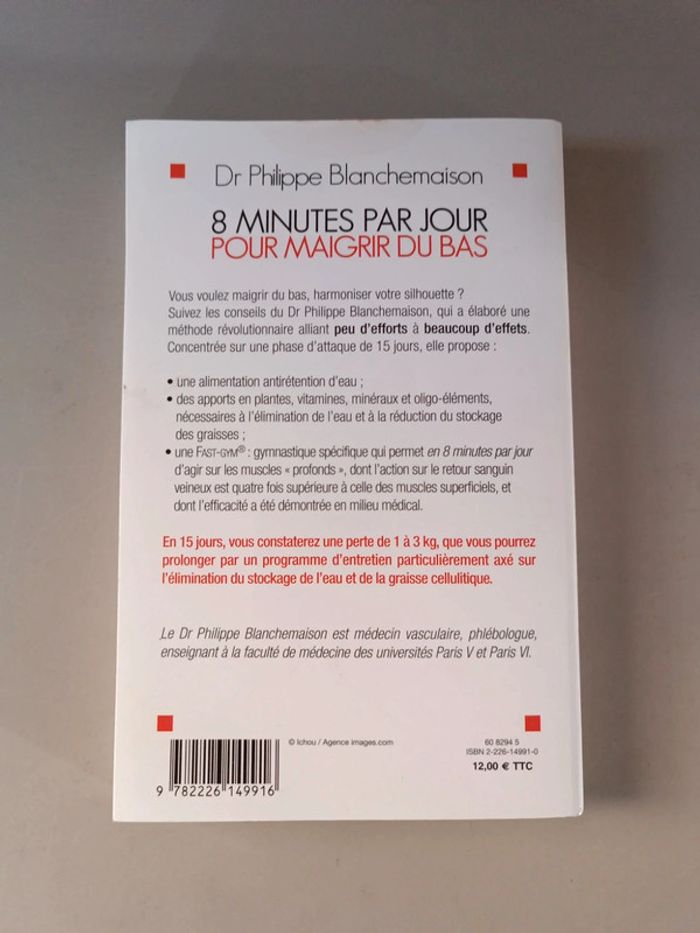 Dr Philippe Blanchemaison
8 MINUTES PAR JOUR
POUR MAIGRIR DU BAS
Vous voulez maigrir du bas, harmoniser votre silhouette ?
Suivez les conseils du Dr Philippe Blanchemaison, qui a élaboré une
méthode révolutionnaire alliant peu d'efforts à beaucoup d'effets.
Concentrée sur une phase d'attaque de 15 jours, elle propose :
• une alimentation antirétention d'eau ;
• des apports en plantes, vitamines, minéraux et oligo-éléments,
nécessaires à l'élimination de l'eau et à la réduction du stockage
des graisses ;
• une FAST-GYM® : gymnastique spécifique qui permet en 8 minutes par jour
d'agir sur les muscles « profonds », dont l'action sur le retour sanguin
veineux est quatre fois supérieure à celle des muscles superficiels, et
dont l'efficacité a été démontrée en milieu médical.
En 15 jours, vous constaterez une perte de 1 à 3 kg, que vous pourrez
prolonger par un programme d'entretien particulièrement axé sur
l'élimination du stockage de l'eau et de la graisse cellulitique.
Le Dr Philippe Blanchemaison est médecin vasculaire, phlébologue,
enseignant à la faculté de médecine des universités Paris V et Paris VI.
© Ichou / Agence images.com
60 8294 5
ISBN 2-226-14991-0
12,00 € TTC
9 782226 149916